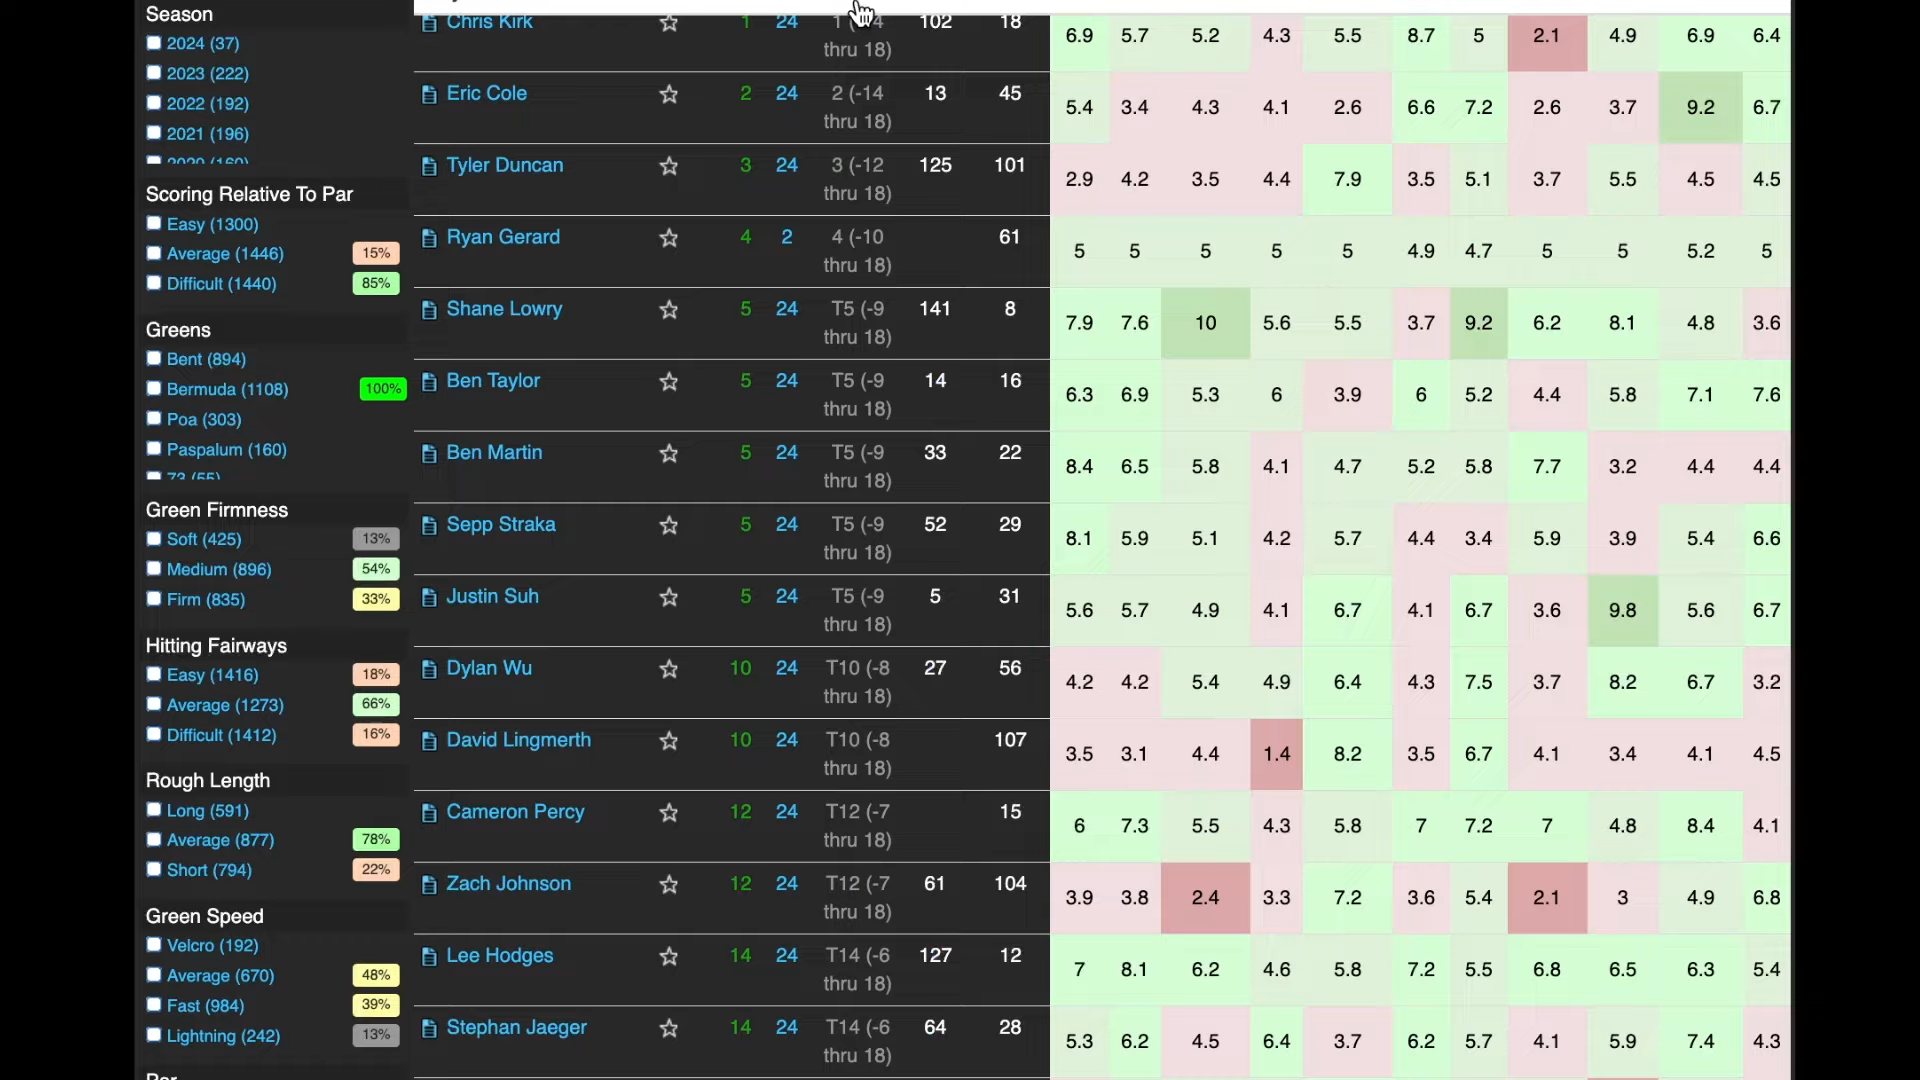 Season
2024 (37)
2023 (222)
2022 (192)
2021 (196)
2020 (160)
Scoring Relative To Par
Easy (1300)
Average (1446) 15%
Difficult (1440) 85%
Greens
Bent (894)
Bermuda (1108) 100%
Poa (303)
Paspalum (160)
Green Firmness
Soft (425) 13%
Medium (896) 54%
Firm (835) 33%
Hitting Fairways
Easy (1416) 18%
Average (1273) 66%
Difficult (1412) 16%
Rough Length
Long (591)
Average (877) 78%
Short (794) 22%
Green Speed
Velcro (192)
Average (670) 48%
Fast (984) 39%
Lightning (242) 13%
Chris Kirk 1 24 1 102 18 6.9 5.7 5.2 4.3 5.5 8.7 5 2.1 4.9 6.9 6.4
thru 18)
Eric Cole 2 24 2 (-14 13 45 5.4 3.4 4.3 4.1 2.6 6.6 7.2 2.6 3.7 9.2 6.7
thru 18)
Tyler Duncan 3 24 3 (-12 125 101 2.9 4.2 3.5 4.4 7.9 3.5 5.1 3.7 5.5 4.5 4.5
thru 18)
Ryan Gerard 4 2 4 (-10 61 5 5 5 5 5 4.9 4.7 5 5 5.2 5
thru 18)
Shane Lowry 5 24 T5 (-9 141 8 7.9 7.6 10 5.6 5.5 3.7 9.2 6.2 8.1 4.8 3.6
thru 18)
Ben Taylor 5 24 T5 (-9 14 16 6.3 6.9 5.3 6 3.9 6 5.2 4.4 5.8 7.1 7.6
thru 18)
Ben Martin 5 24 T5 (-9 33 22 8.4 6.5 5.8 4.1 4.7 5.2 5.8 7.7 3.2 4.4 4.4
thru 18)
Sepp Straka 5 24 T5 (-9 52 29 8.1 5.9 5.1 4.2 5.7 4.4 3.4 5.9 3.9 5.4 6.6
thru 18)
Justin Suh 5 24 T5 (-9 5 31 5.6 5.7 4.9 4.1 6.7 4.1 6.7 3.6 9.8 5.6 6.7
thru 18)
Dylan Wu 10 24 T10 (-8 27 56 4.2 4.2 5.4 4.9 6.4 4.3 7.5 3.7 8.2 6.7 3.2
thru 18)
David Lingmerth 10 24 T10 (-8 107 3.5 3.1 4.4 1.4 8.2 3.5 6.7 4.1 3.4 4.1 4.5
thru 18)
Cameron Percy 12 24 T12 (-7 15 6 7.3 5.5 4.3 5.8 7 7.2 7 4.8 8.4 4.1
thru 18)
Zach Johnson 12 24 T12 (-7 61 104 3.9 3.8 2.4 3.3 7.2 3.6 5.4 2.1 3 4.9 6.8
thru 18)
Lee Hodges 14 24 T14 (-6 127 12 7 8.1 6.2 4.6 5.8 7.2 5.5 6.8 6.5 6.3 5.4
thru 18)
Stephan Jaeger 14 24 T14 (-6 64 28 5.3 6.2 4.5 6.4 3.7 6.2 5.7 4.1 5.9 7.4 4.3
thru 18)